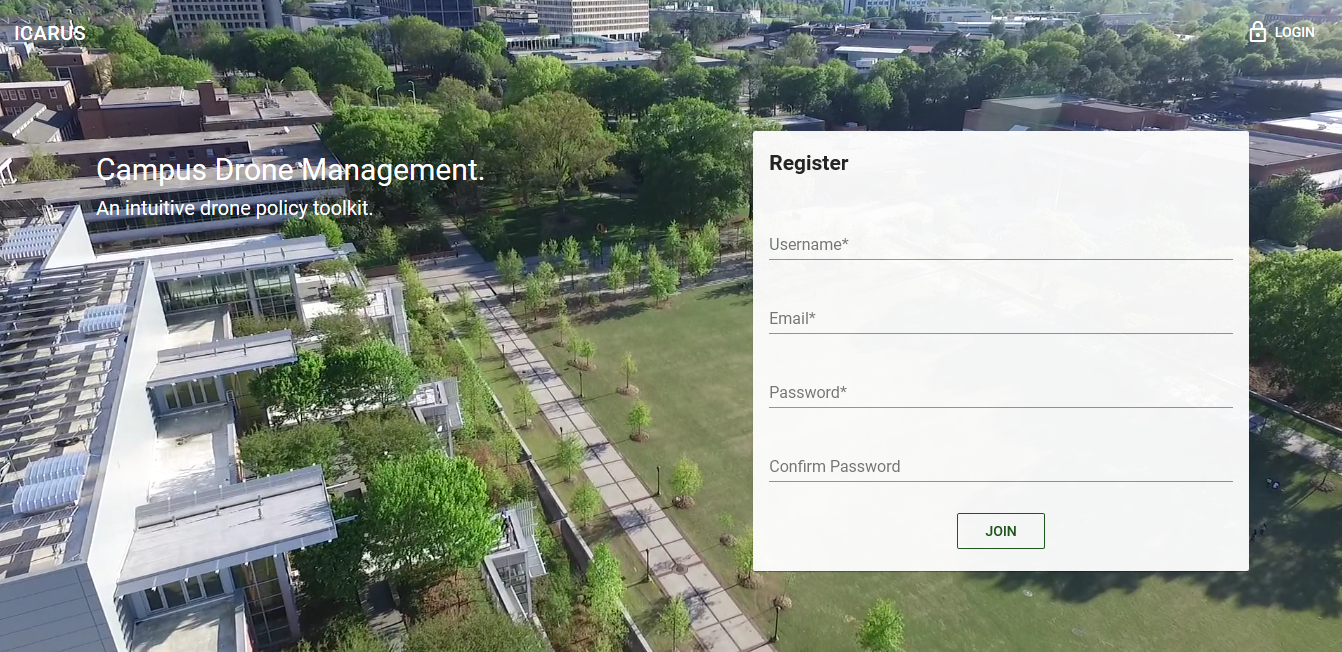 ICARUS
LOGIN
Campus Drone Management.
An intuitive drone policy toolkit.
Register
Username*
Email*
Password*
Confirm Password
JOIN